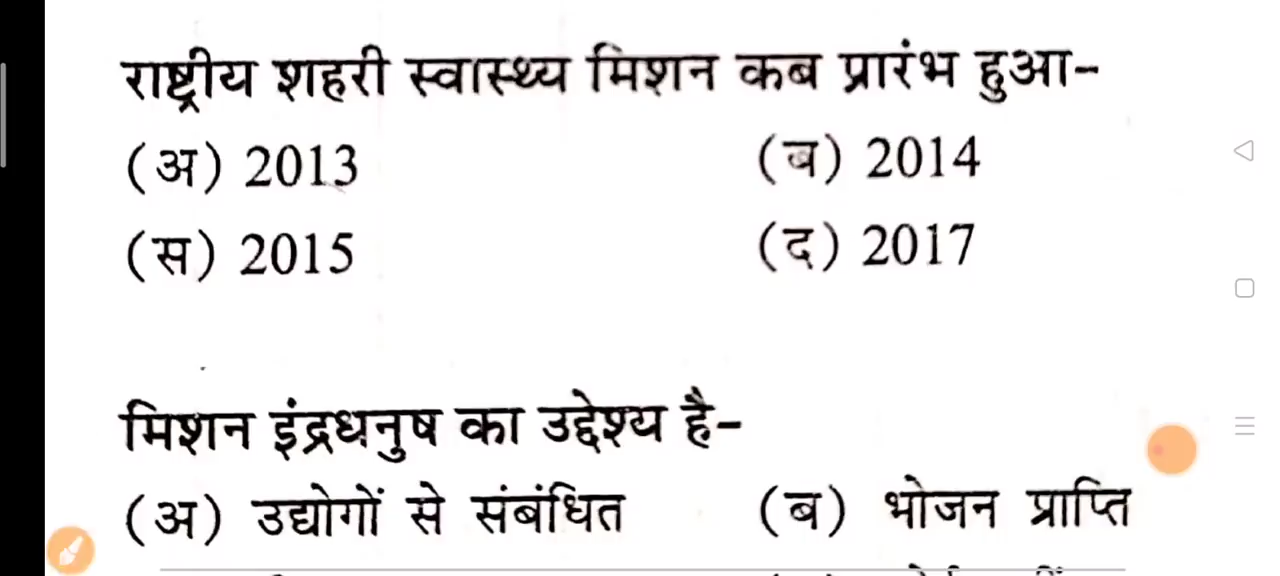 राष्ट्रीय शहरी स्वास्थ्य मिशन कब प्रारंभ हुआ-
(अ) 2013 (ब) 2014
(स) 2015 (द) 2017
मिशन इंद्रधनुष का उद्देश्य है-
(अ) उद्योगों से संबंधित (ब) भोजन प्राप्ति